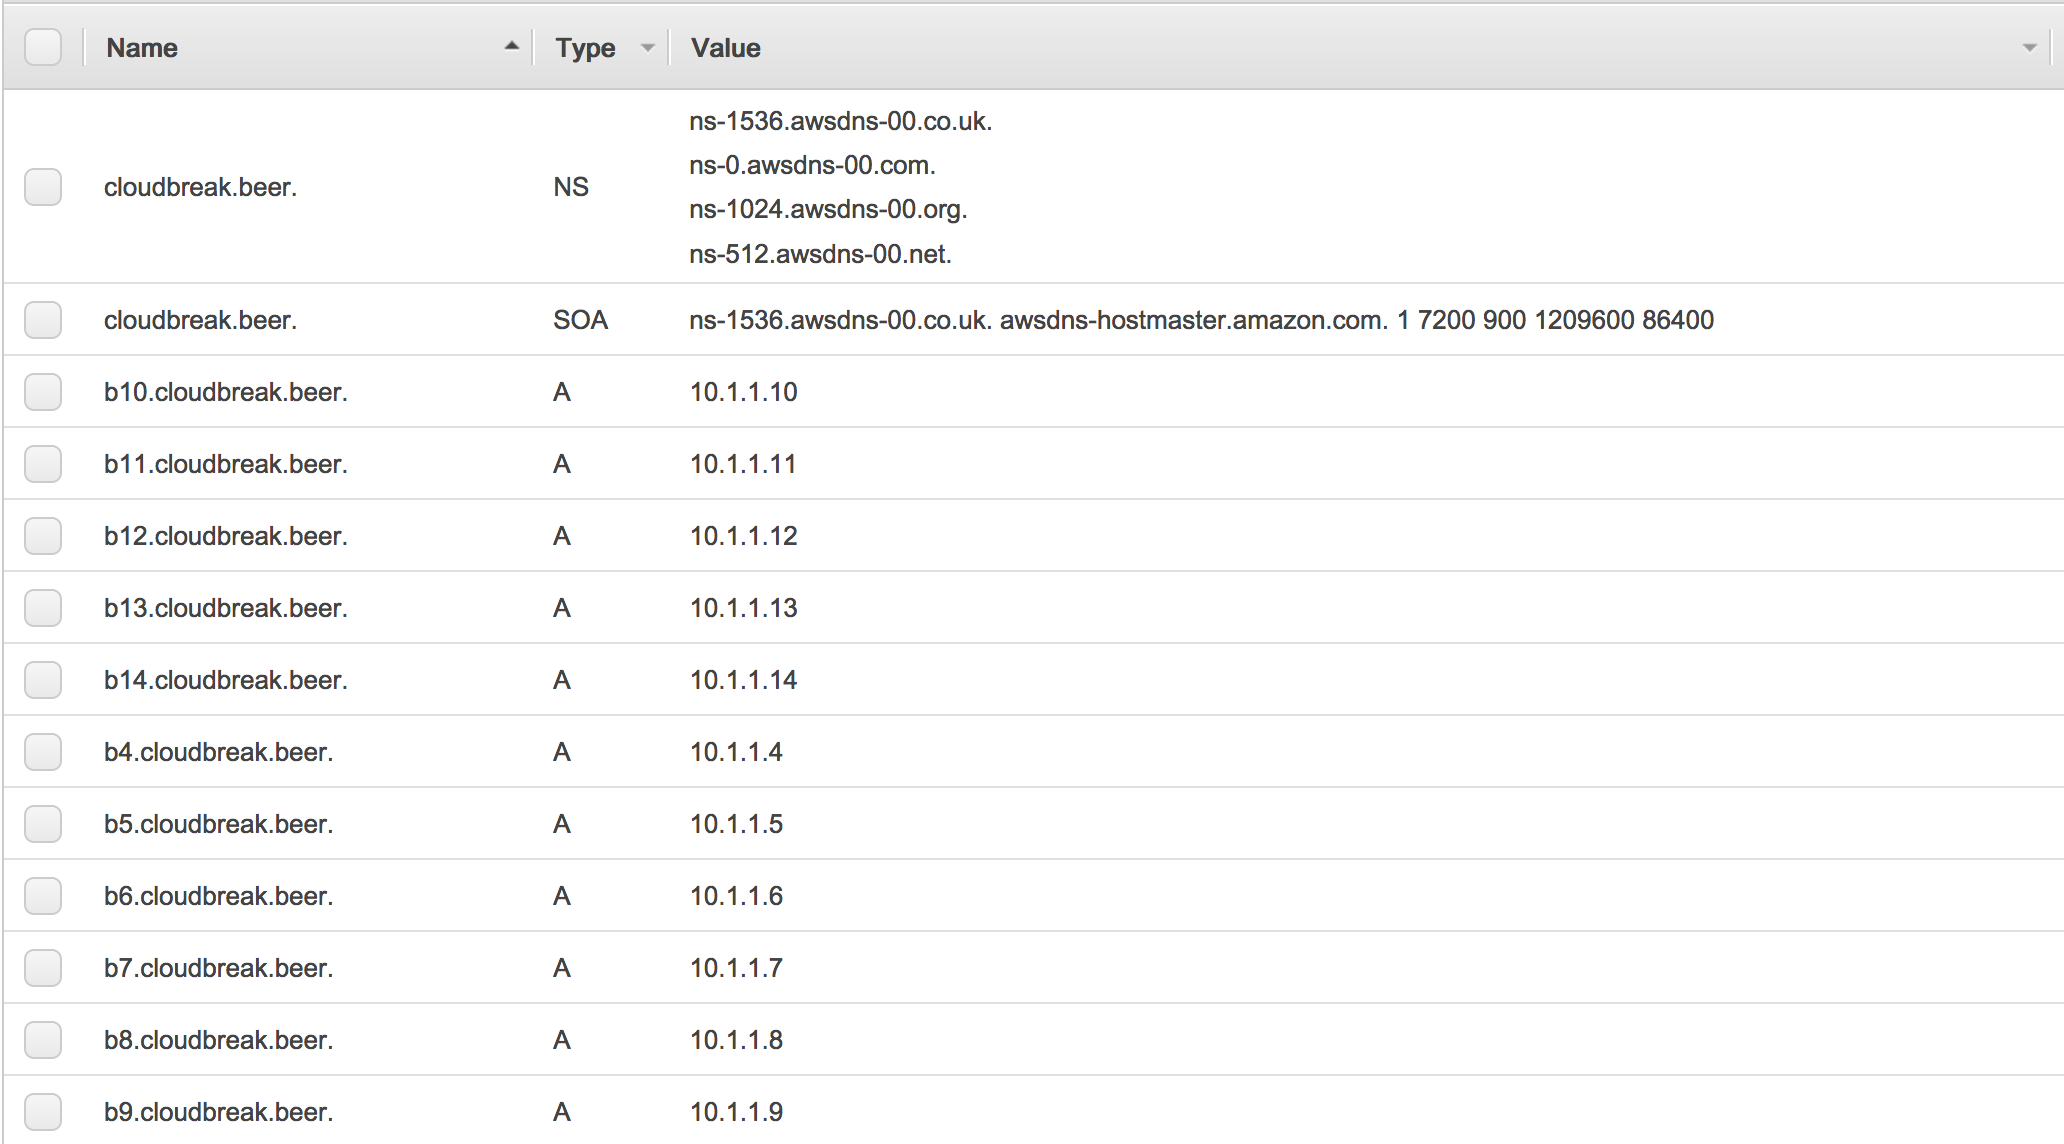 Name Type Value
ns-1536.awsdns-00.co.uk.
ns-0.awsdns-00.com.
cloudbreak.beer. NS
ns-1024.awsdns-00.org.
ns-512.awsdns-00.net.
cloudbreak.beer. SOA ns-1536.awsdns-00.co.uk. awsdns-hostmaster.amazon.com. 1 7200 900 1209600 86400
b10.cloudbreak.beer. A 10.1.1.10
b11.cloudbreak.beer. A 10.1.1.11
b12.cloudbreak.beer. A 10.1.1.12
b13.cloudbreak.beer. A 10.1.1.13
b14.cloudbreak.beer. A 10.1.1.14
b4.cloudbreak.beer. A 10.1.1.4
b5.cloudbreak.beer. A 10.1.1.5
b6.cloudbreak.beer. A 10.1.1.6
b7.cloudbreak.beer. A 10.1.1.7
b8.cloudbreak.beer. A 10.1.1.8
b9.cloudbreak.beer. A 10.1.1.9